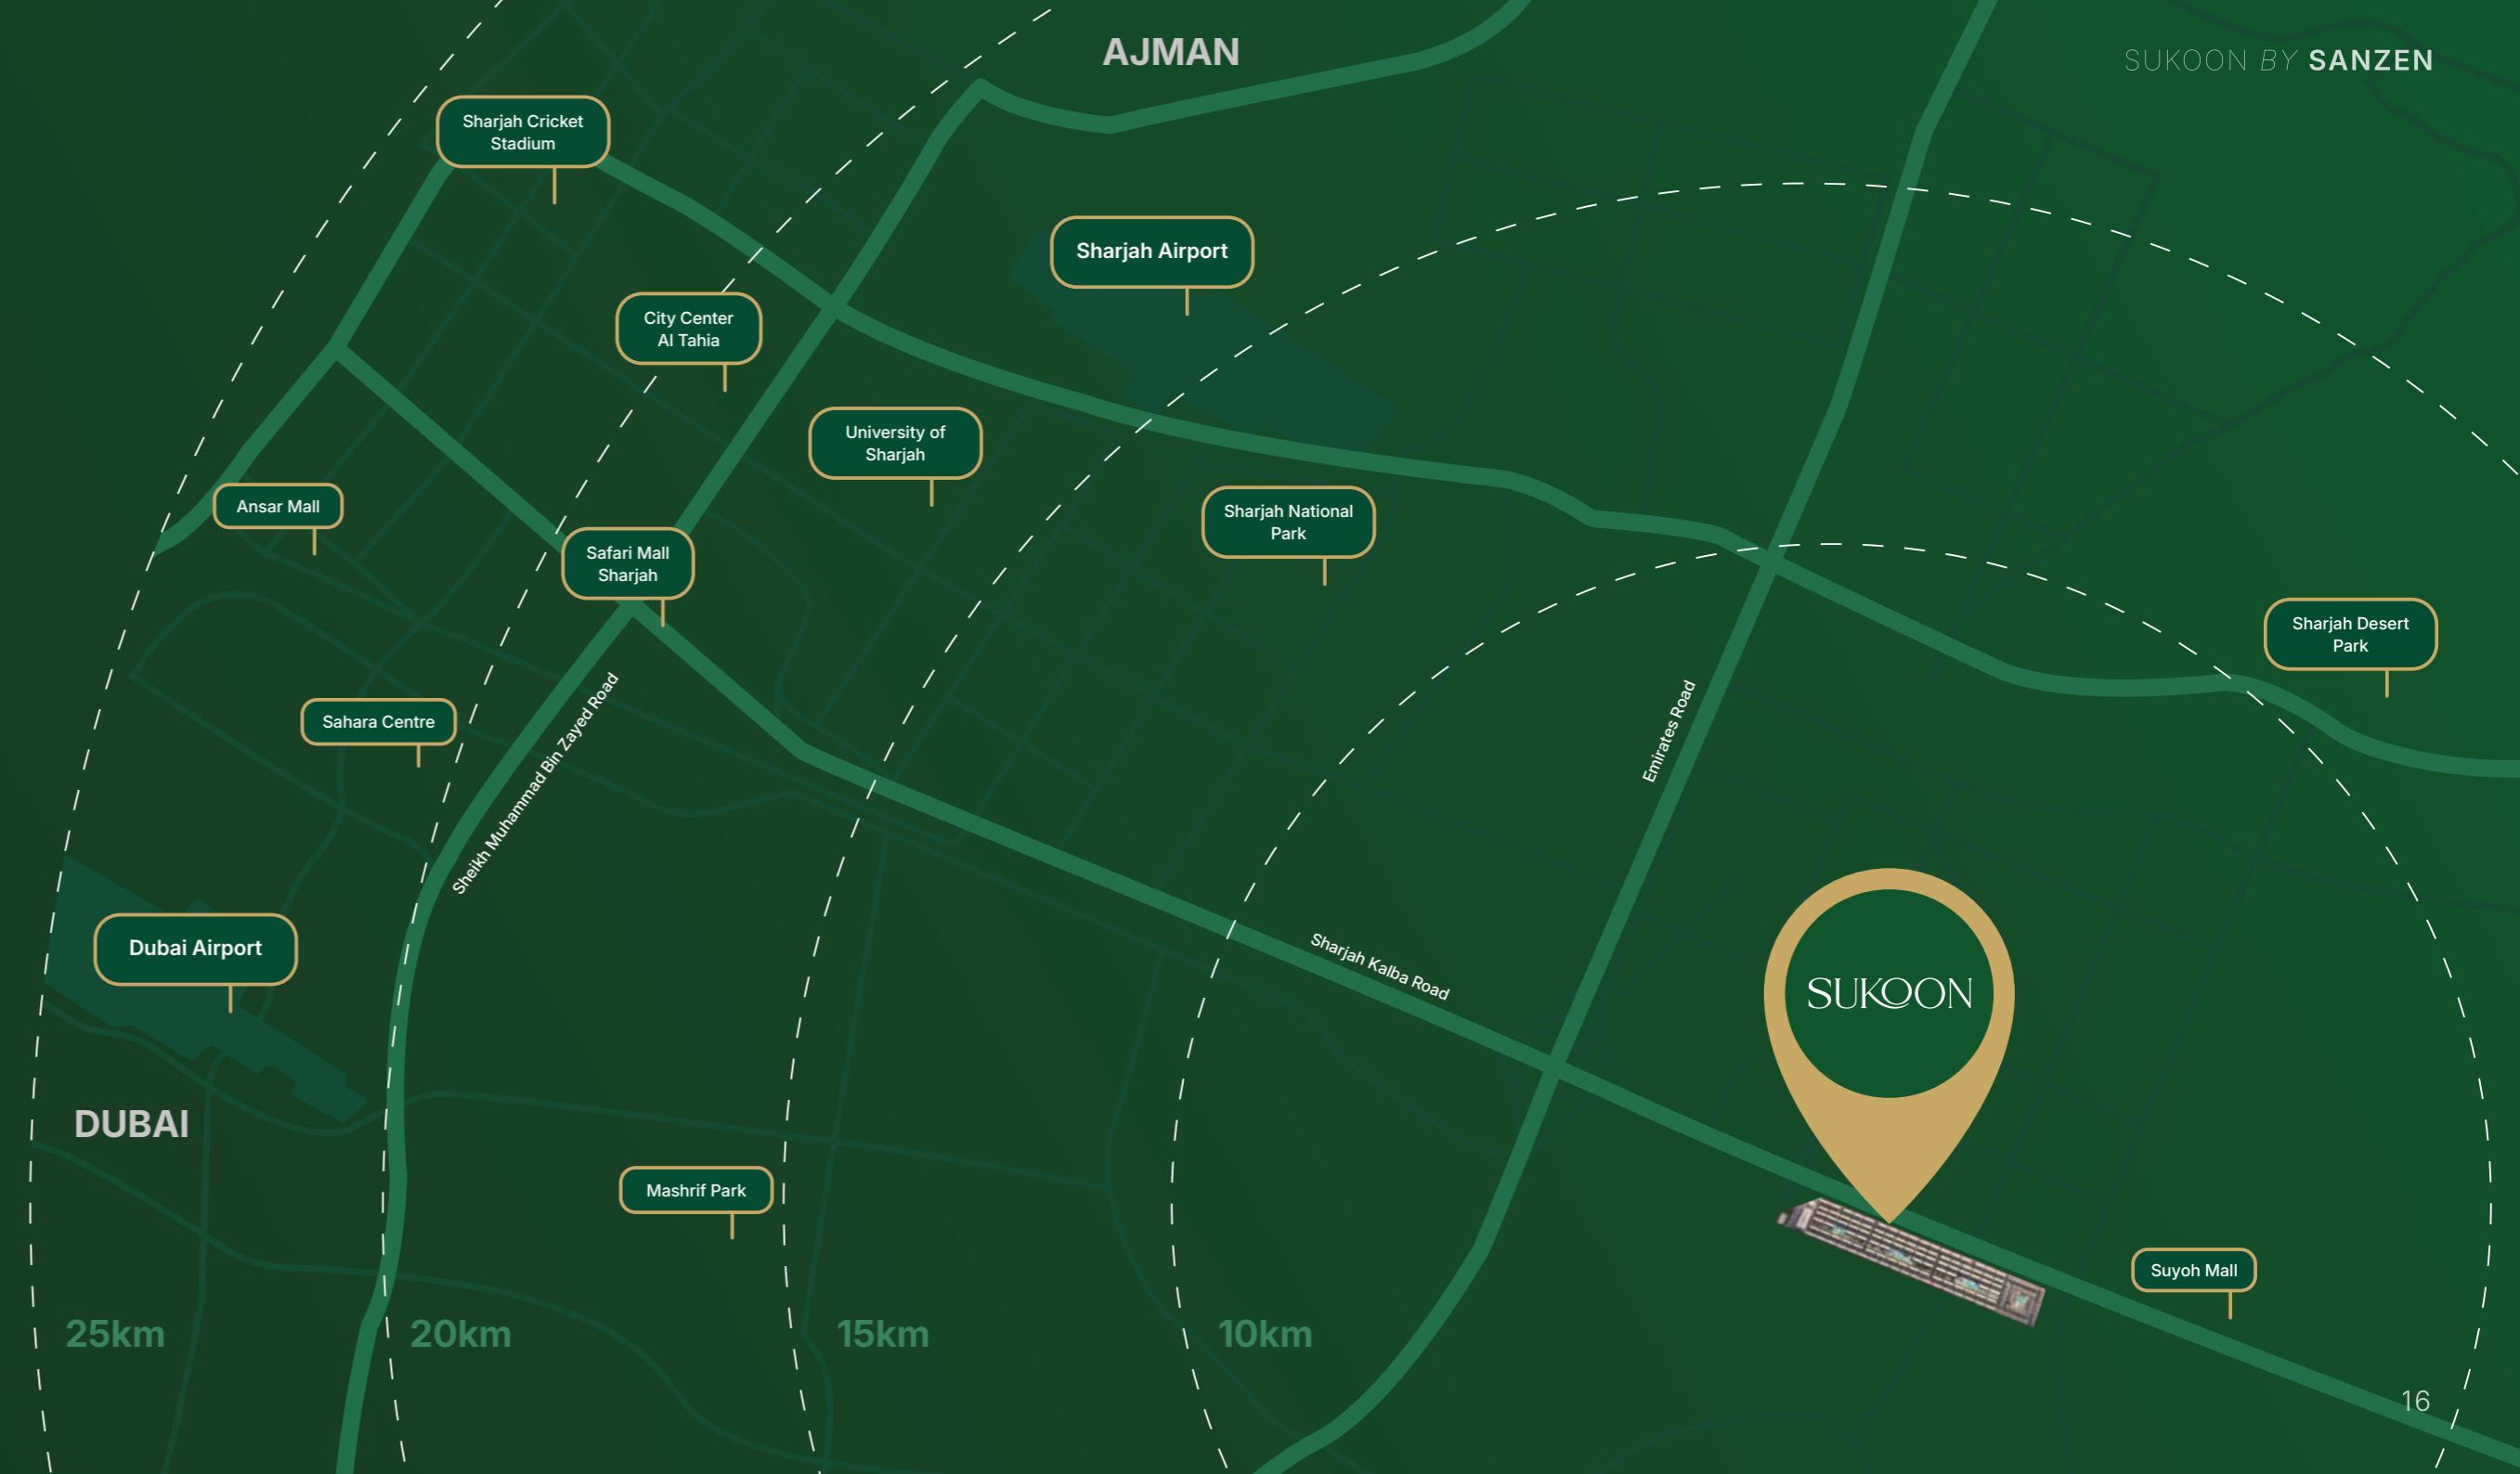 AJMAN
SUKOON BY SANZEN
Sharjah Cricket
Stadium
Sharjah Airport
City Center
Al Tahia
University of
Sharjah
Ansar Mall
Sharjah National
Park
Safari Mall
Sharjah
Sharjah Desert
Park
Sahara Centre
Sheikh Muhammad Bin Zayed Road
Emirates Road
Dubai Airport
Sharjah Kalba Road
SUKOON
DUBAI
Mashrif Park
Suyoh Mall
25km
20km
15km
10km
16